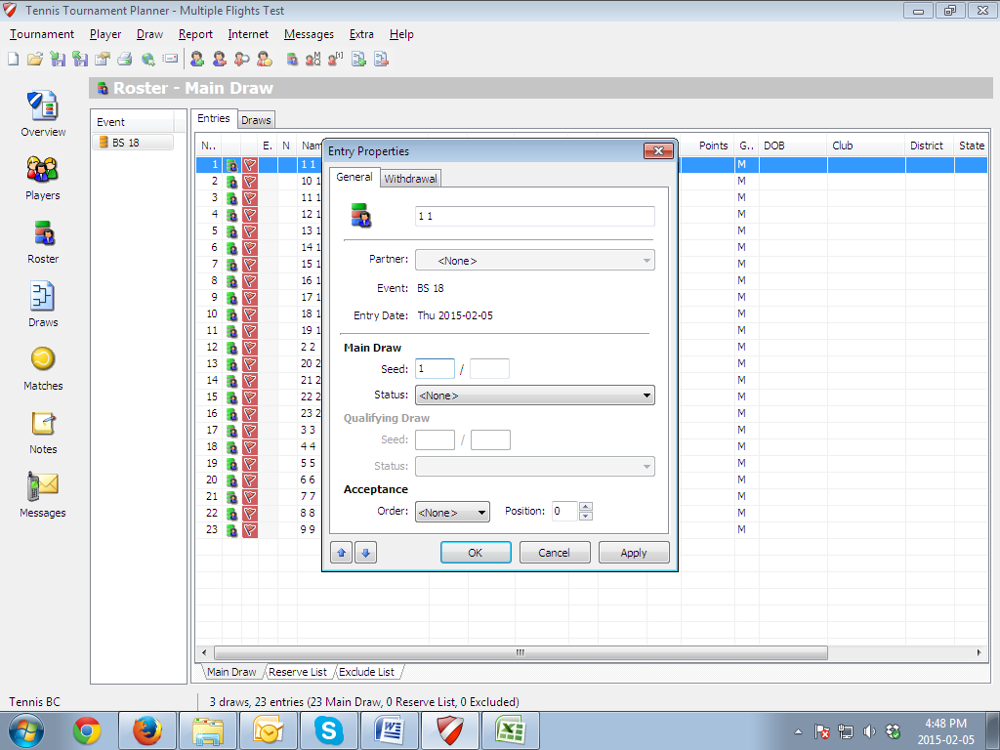 Tennis Tournament Planner - Multiple Flights Test
Tournament Player Draw Report Internet Messages Extra Help
Roster - Main Draw
Overview
Players
Roster
Draws
Matches
Notes
Messages
Event
BS 18
Entries Draws
N.. E. N Nam Points G.. DOB Club District State
1 1 1 M
2 10 1 M
3 11 1 M
4 12 1 M
5 13 1 M
6 14 1 M
7 15 1 M
8 16 1 M
9 17 1 M
10 18 1 M
11 19 1 M
12 2 2 M
13 20 2 M
14 21 2 M
15 22 2 M
16 23 2 M
17 3 3 M
18 4 4 M
19 5 5 M
20 6 6 M
21 7 7 M
22 8 8 M
23 9 9 M
Entry Properties
General Withdrawal
1 1
Partner: <None>
Event: BS 18
Entry Date: Thu 2015-02-05
Main Draw
Seed: 1 /
Status: <None>
Qualifying Draw
Seed: /
Status:
Acceptance
Order: <None> Position: 0
OK Cancel Apply
Main Draw Reserve List Exclude List
Tennis BC 3 draws, 23 entries (23 Main Draw, 0 Reserve List, 0 Excluded)
4:48 PM
2015-02-05